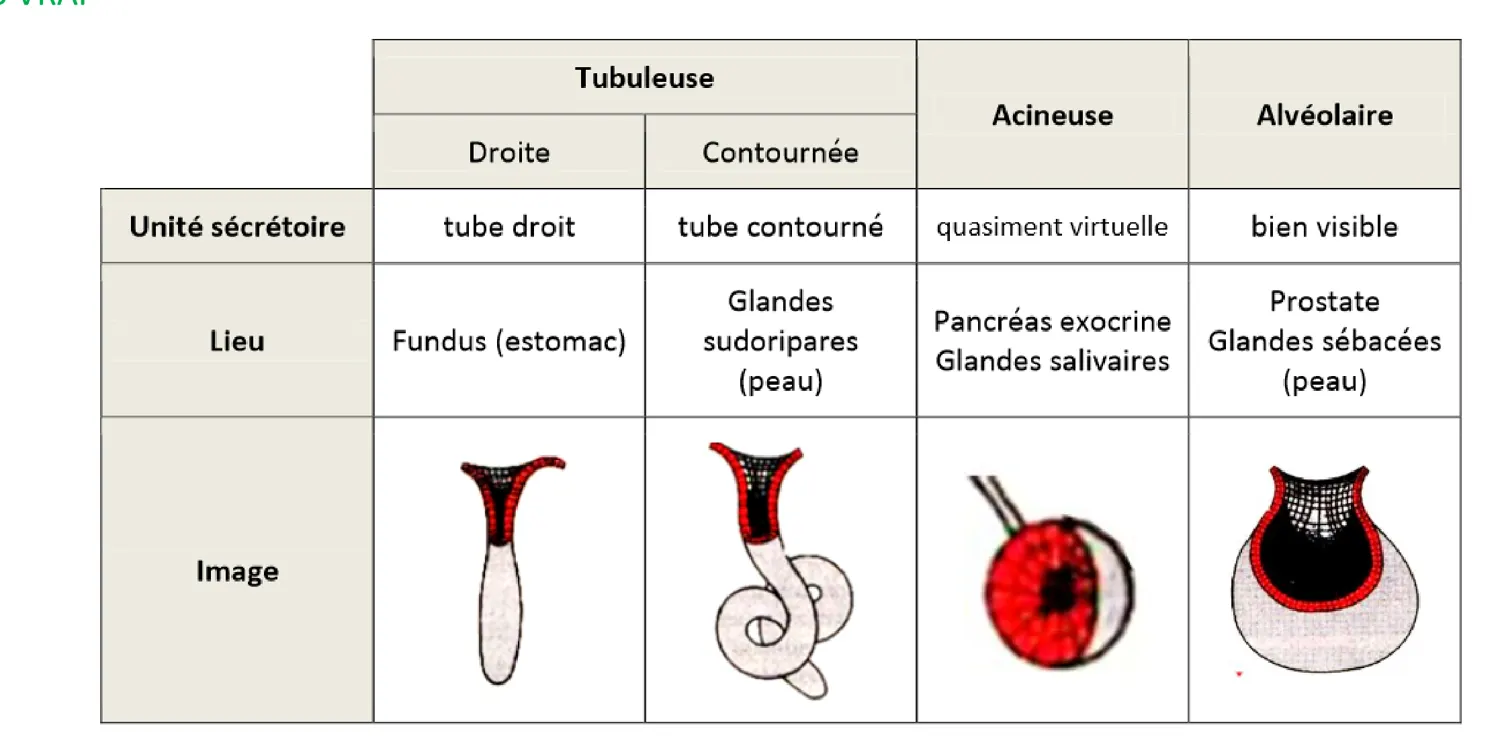 VRAI
Tubuleuse
Acineuse
Alvéolaire
Droite
Contournée
Unité sécrétoire
tube droit
tube contourné
quasiment virtuelle
bien visible
Lieu
Fundus (estomac)
Glandes
sudoripares
(peau)
Pancréas exocrine
Glandes salivaires
Prostate
Glandes sébacées
(peau)
Image